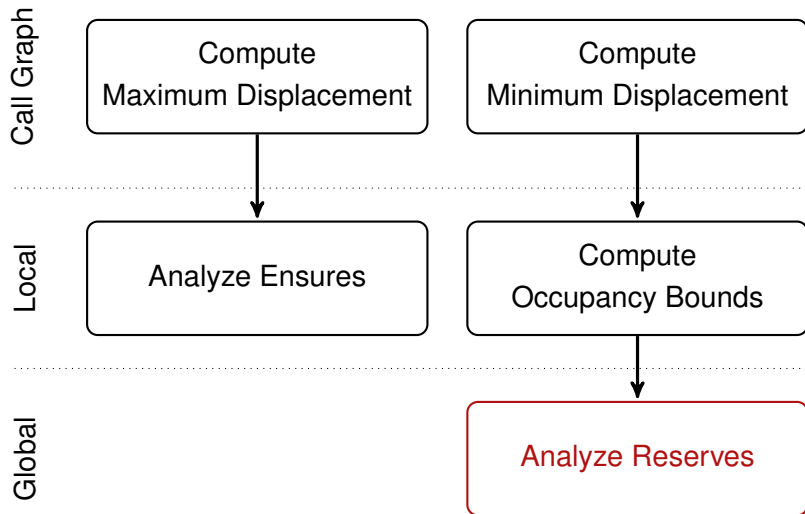 Call Graph
Compute
Maximum Displacement
Compute
Minimum Displacement
Local
Analyze Ensures
Compute
Occupancy Bounds
Global
Analyze Reserves